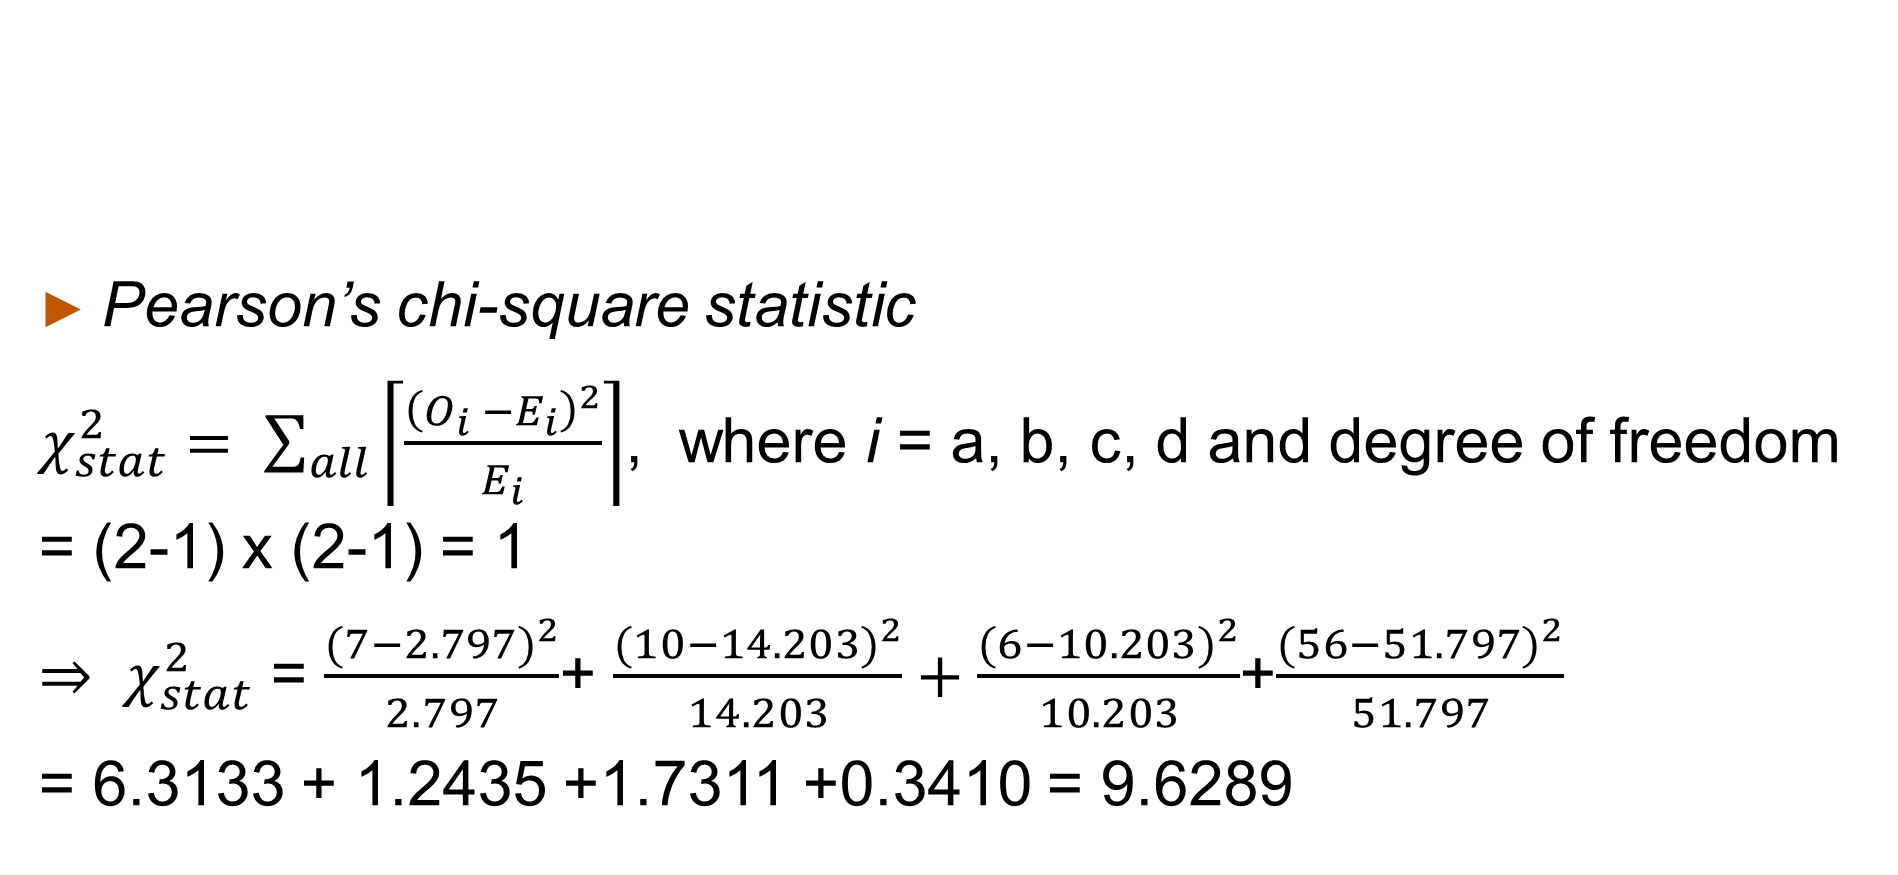 ► Pearson’s chi-square statistic
χ²stat = ∑all ⌈(Oᵢ −Eᵢ)² / Eᵢ⌉, where i = a, b, c, d and degree of freedom
= (2-1) x (2-1) = 1
⇒ χ²stat = (7−2.797)² / 2.797 + (10−14.203)² / 14.203 + (6−10.203)² / 10.203 + (56−51.797)² / 51.797
= 6.3133 + 1.2435 +1.7311 +0.3410 = 9.6289